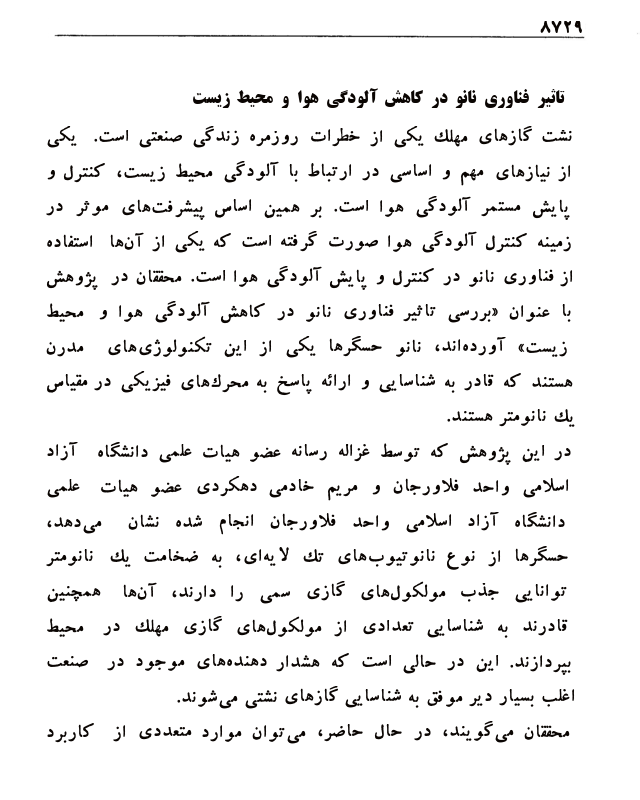 ۸۷۲۹
تاثیر فناوری نانو در کاهش آلودگی هوا و محیط زیست
نشت گازهای مهلك یکی از خطرات روزمره زندگی صنعتی است. یکی
از نیازهای مهم و اساسی در ارتباط با آلودگی محیط زیست، کنترل و
پایش مستمر آلودگی هوا است. بر همین اساس پیشرفت‌های موثر در
زمینه کنترل آلودگی هوا صورت گرفته است که یکی از آن‌ها استفاده
از فناوری نانو در کنترل و پایش آلودگی هوا است. محققان در پژوهش
با عنوان «بررسی تاثیر فناوری نانو در کاهش آلودگی هوا و محیط
زیست» آورده‌اند، نانو حسگرها یکی از این تکنولوژی‌های مدرن
هستند که قادر به شناسایی و ارائه پاسخ به محرك‌های فیزیکی در مقیاس
یك نانومتر هستند.
در این پژوهش که توسط غزاله رسانه عضو هیات علمی دانشگاه آزاد
اسلامی واحد فلاورجان و مریم خادمی دهکردی عضو هیات علمی
دانشگاه آزاد اسلامی واحد فلاورجان انجام شده نشان می‌دهد،
حسگرها از نوع نانوتیوب‌های تك لایه‌ای، به ضخامت یك نانومتر
توانایی جذب مولکول‌های گازی سمی را دارند، آن‌ها همچنین
قادرند به شناسایی تعدادی از مولکول‌های گازی مهلك در محیط
بپردازند. این در حالی است که هشدار دهنده‌های موجود در صنعت
اغلب بسیار دیر موفق به شناسایی گازهای نشتی می‌شوند.
محققان می‌گویند، در حال حاضر، می‌توان موارد متعددی از کاربرد